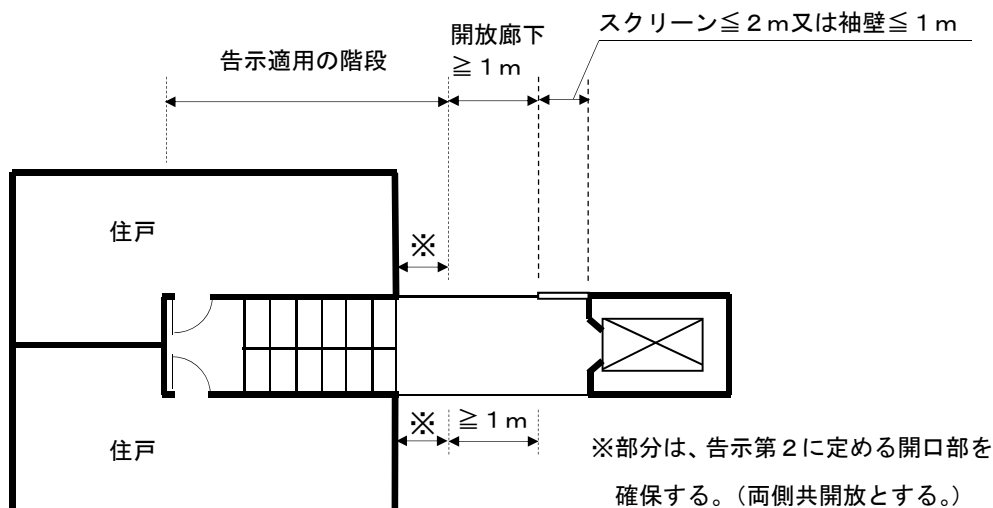 スクリーン≦２ｍ又は袖壁≦１ｍ
開放廊下
≧１ｍ
告示適用の階段
住戸
※
※
≧１ｍ
住戸
※部分は、告示第２に定める開口部を
確保する。（両側共開放とする。）